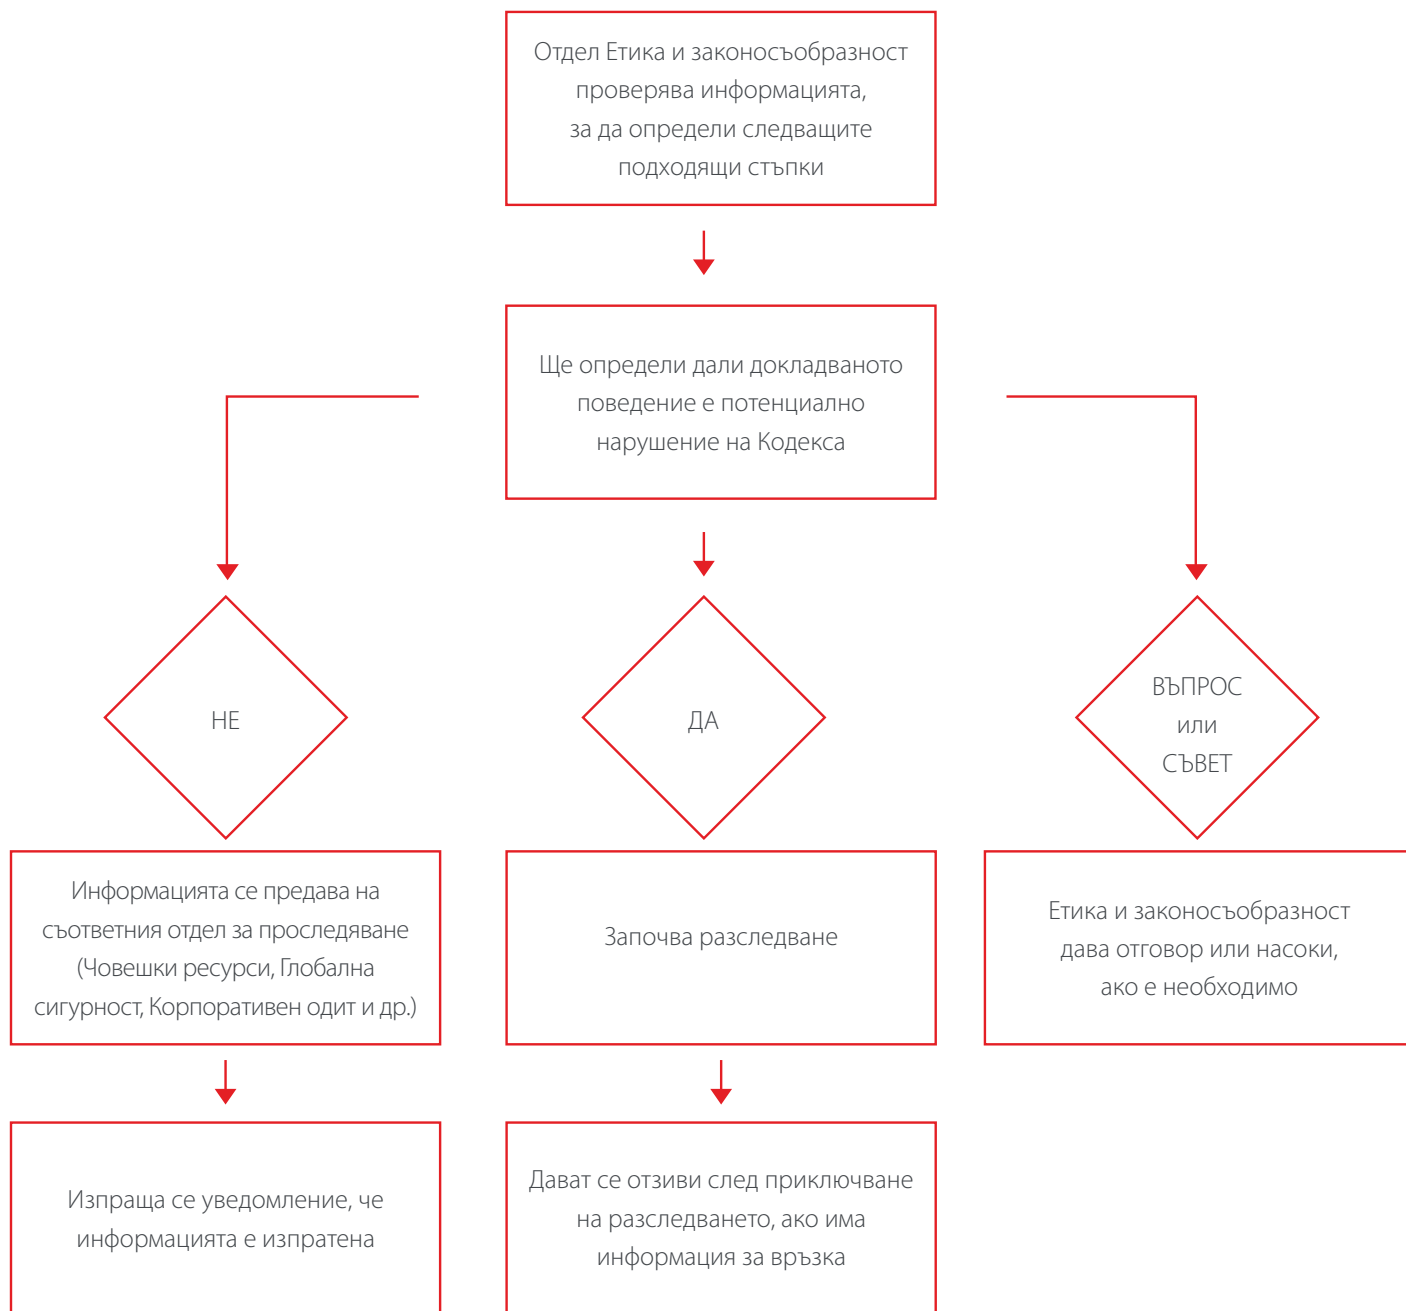 Отдел Етика и законосъобразност
проверява информацията,
за да определи следващите
подходящи стъпки
Ще определи дали докладваното
поведение е потенциално
нарушение на Кодекса
НЕ
ДА
ВЪПРОС
или
СЪВЕТ
Информацията се предава на
съответния отдел за проследяване
(Човешки ресурси, Глобална
сигурност, Корпоративен одит и др.)
Започва разследване
Етика и законосъобразност
дава отговор или насоки,
ако е необходимо
Изпраща се уведомление, че
информацията е изпратена
Дават се отзиви след приключване
на разследването, ако има
информация за връзка